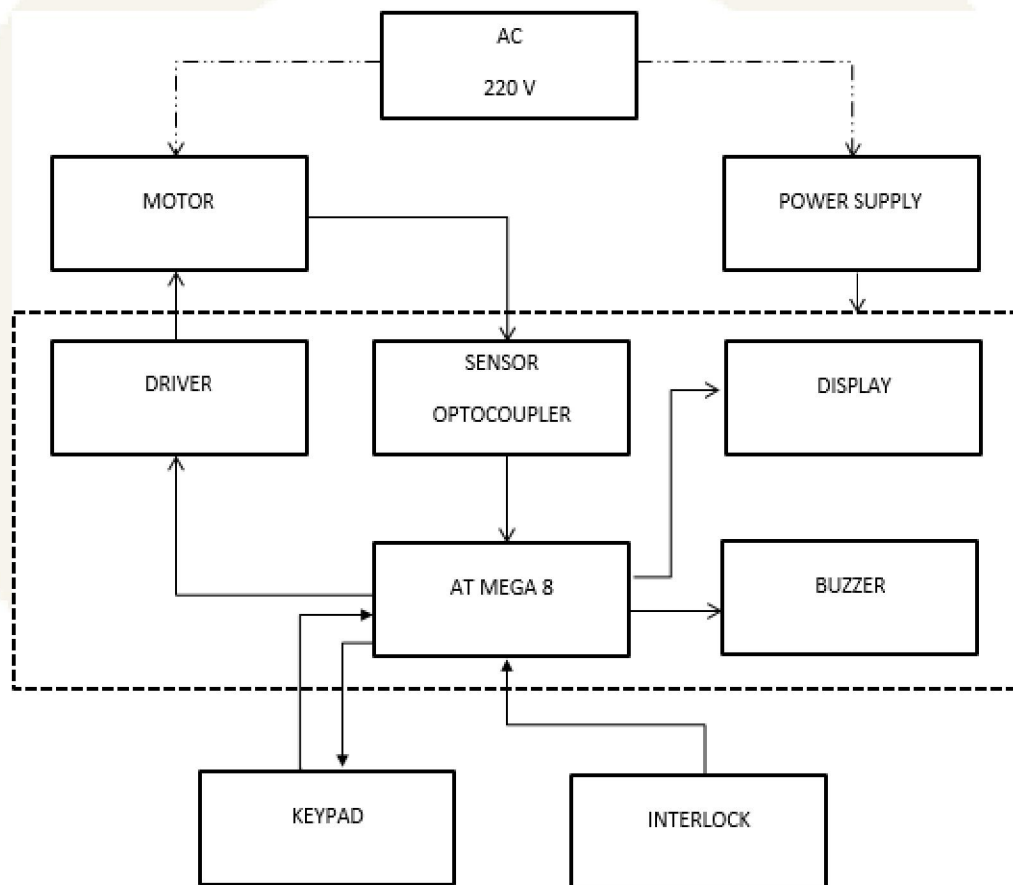 AC
220 V
MOTOR
POWER SUPPLY
DRIVER
SENSOR
OPTOCOUPLER
DISPLAY
AT MEGA 8
BUZZER
KEYPAD
INTERLOCK